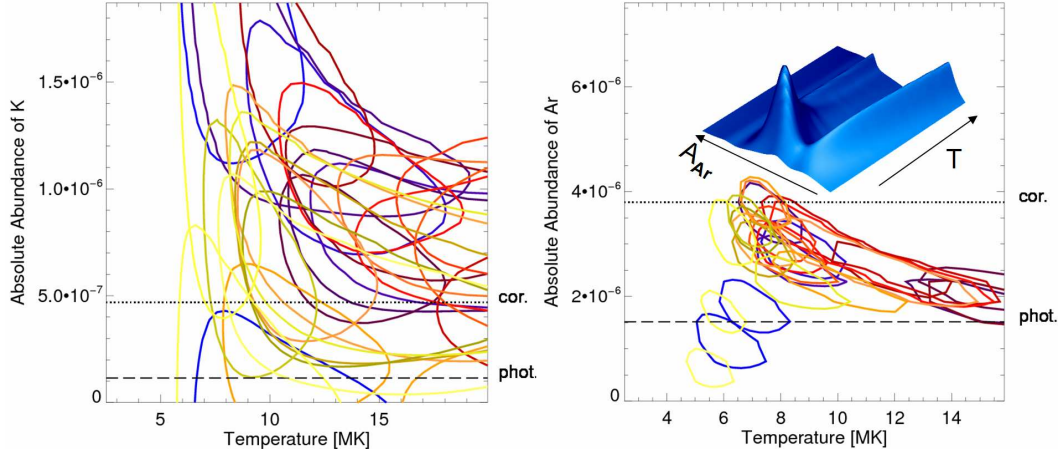 Absolute Abundance of K
1.5•10⁻⁶
1.0•10⁻⁶
5.0•10⁻⁷
0
5
10
15
Temperature [MK]
cor.
phot.
Absolute Abundance of Ar
6•10⁻⁶
4•10⁻⁶
2•10⁻⁶
0
4
6
8
10
12
14
Temperature [MK]
A_Ar
T
cor.
phot.